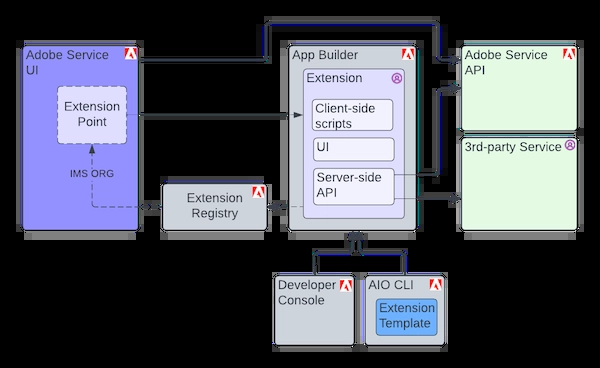 Adobe Service
UI
Extension
Point
IMS ORG
Extension
Registry
App Builder
Extension
Client-side
scripts
UI
Server-side
API
Adobe Service
API
3rd-party Service
Developer
Console
AIO CLI
Extension
Template